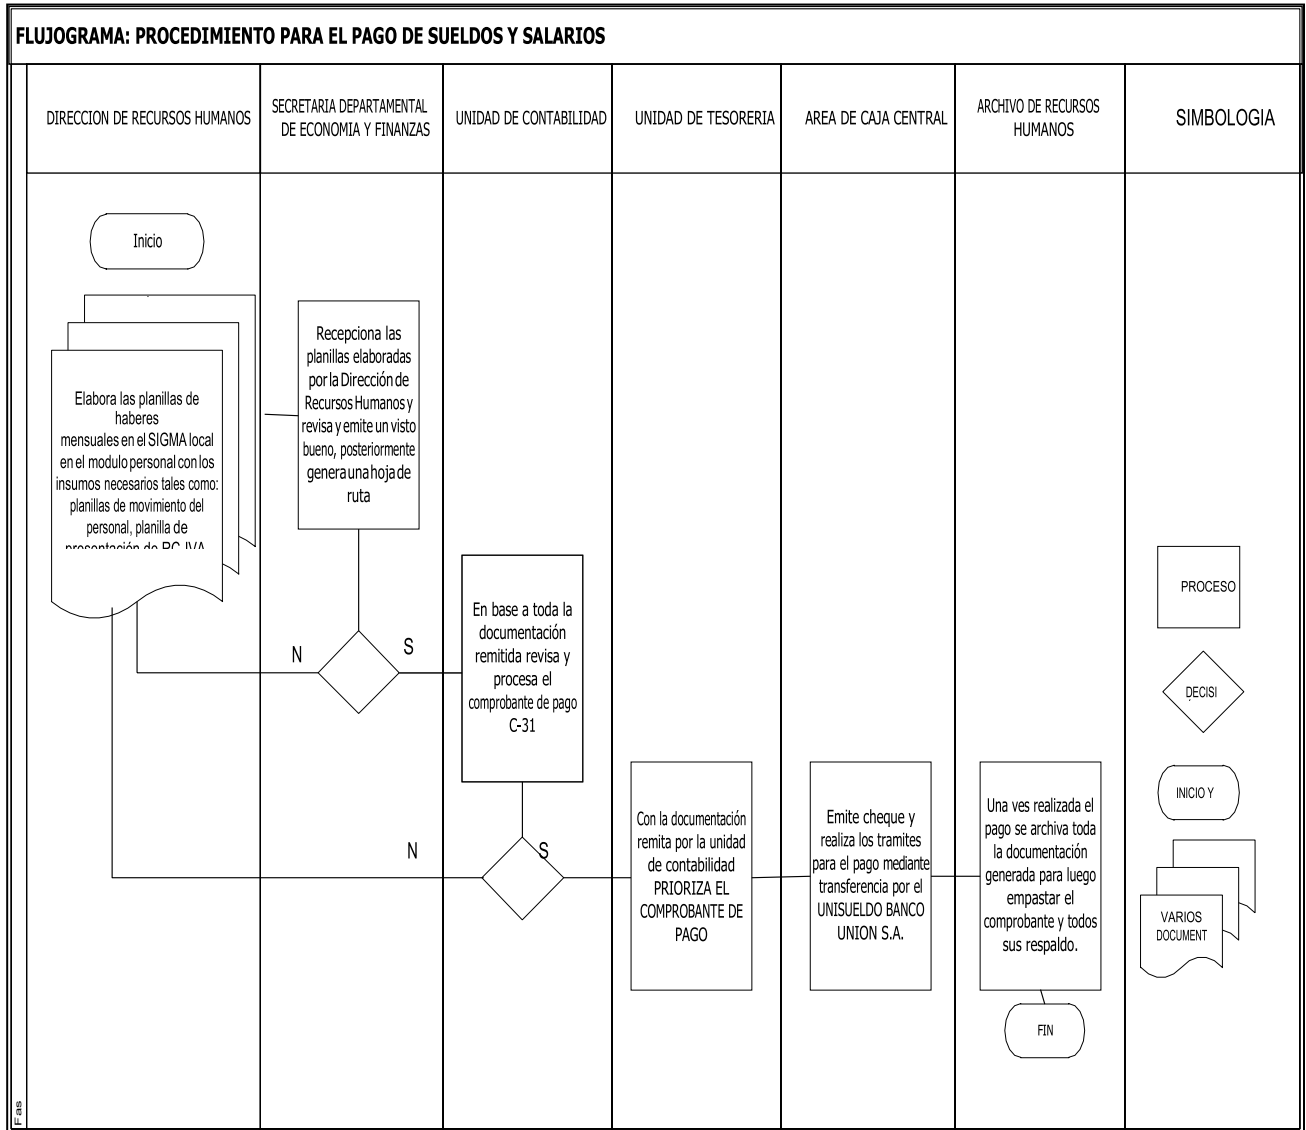 FLUJOGRAMA: PROCEDIMIENTO PARA EL PAGO DE SUELDOS Y SALARIOS
DIRECCION DE RECURSOS HUMANOS
SECRETARIA DEPARTAMENTAL
DE ECONOMIA Y FINANZAS
UNIDAD DE CONTABILIDAD
UNIDAD DE TESORERIA
AREA DE CAJA CENTRAL
ARCHIVO DE RECURSOS
HUMANOS
SIMBOLOGIA
Inicio
Elabora las planillas de
haberes
mensuales en el SIGMA local
en el modulo personal con los
insumos necesarios tales como:
planillas de movimiento del
personal, planilla de
presentación de RC-IVA
Recepciona las
planillas elaboradas
por la Dirección de
Recursos Humanos y
revisa y emite un visto
bueno, posteriormente
genera una hoja de
ruta
N
S
En base a toda la
documentación
remitida revisa y
procesa el
comprobante de pago
C-31
N
S
Con la documentación
remita por la unidad
de contabilidad
PRIORIZA EL
COMPROBANTE DE
PAGO
Emite cheque y
realiza los tramites
para el pago mediante
transferencia por el
UNISUELDO BANCO
UNION S.A.
Una ves realizada el
pago se archiva toda
la documentación
generada para luego
empastar el
comprobante y todos
sus respaldo.
FIN
PROCESO
DECISI
INICIO Y
VARIOS
DOCUMENT
Fas